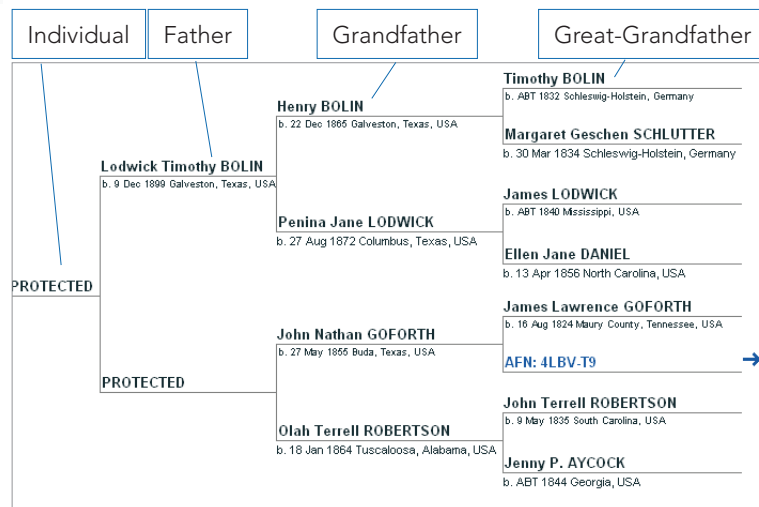 Individual
Father
Grandfather
Great-Grandfather
Timothy BOLIN
b. ABT 1832 Schleswig-Holstein, Germany
Henry BOLIN
b. 22 Dec 1865 Galveston, Texas, USA
Margaret Geschen SCHLUTTER
b. 30 Mar 1834 Schleswig-Holstein, Germany
Lodwick Timothy BOLIN
b. 9 Dec 1899 Galveston, Texas, USA
James LODWICK
b. ABT 1840 Mississippi, USA
Penina Jane LODWICK
b. 27 Aug 1872 Columbus, Texas, USA
Ellen Jane DANIEL
b. 13 Apr 1856 North Carolina, USA
PROTECTED
James Lawrence GOFORTH
b. 16 Aug 1824 Maury County, Tennessee, USA
John Nathan GOFORTH
b. 27 May 1855 Buda, Texas, USA
AFN: 4LBV-T9
PROTECTED
John Terrell ROBERTSON
b. 9 May 1835 South Carolina, USA
Olah Terrell ROBERTSON
b. 18 Jan 1864 Tuscaloosa, Alabama, USA
Jenny P. AYCOCK
b. ABT 1844 Georgia, USA